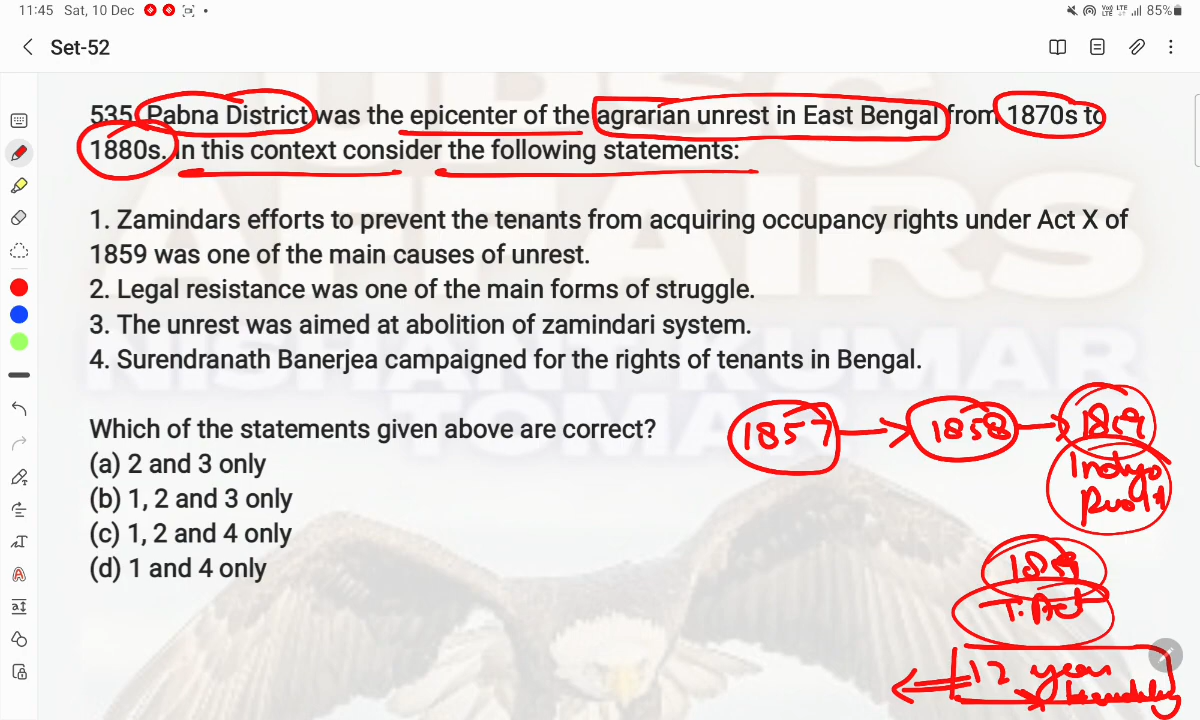 11:45 Sat, 10 Dec
85%
Set-52
535. Pabna District was the epicenter of the agrarian unrest in East Bengal from 1870s to
1880s. In this context consider the following statements:
1. Zamindars efforts to prevent the tenants from acquiring occupancy rights under Act X of
1859 was one of the main causes of unrest.
2. Legal resistance was one of the main forms of struggle.
3. The unrest was aimed at abolition of zamindari system.
4. Surendranath Banerjea campaigned for the rights of tenants in Bengal.
Which of the statements given above are correct?
(a) 2 and 3 only
(b) 1, 2 and 3 only
(c) 1, 2 and 4 only
(d) 1 and 4 only
1857 1858 1859
Indigo
1859
12 year
UPSC
AFFAIRS
NISHANT KUMAR
TOMAR